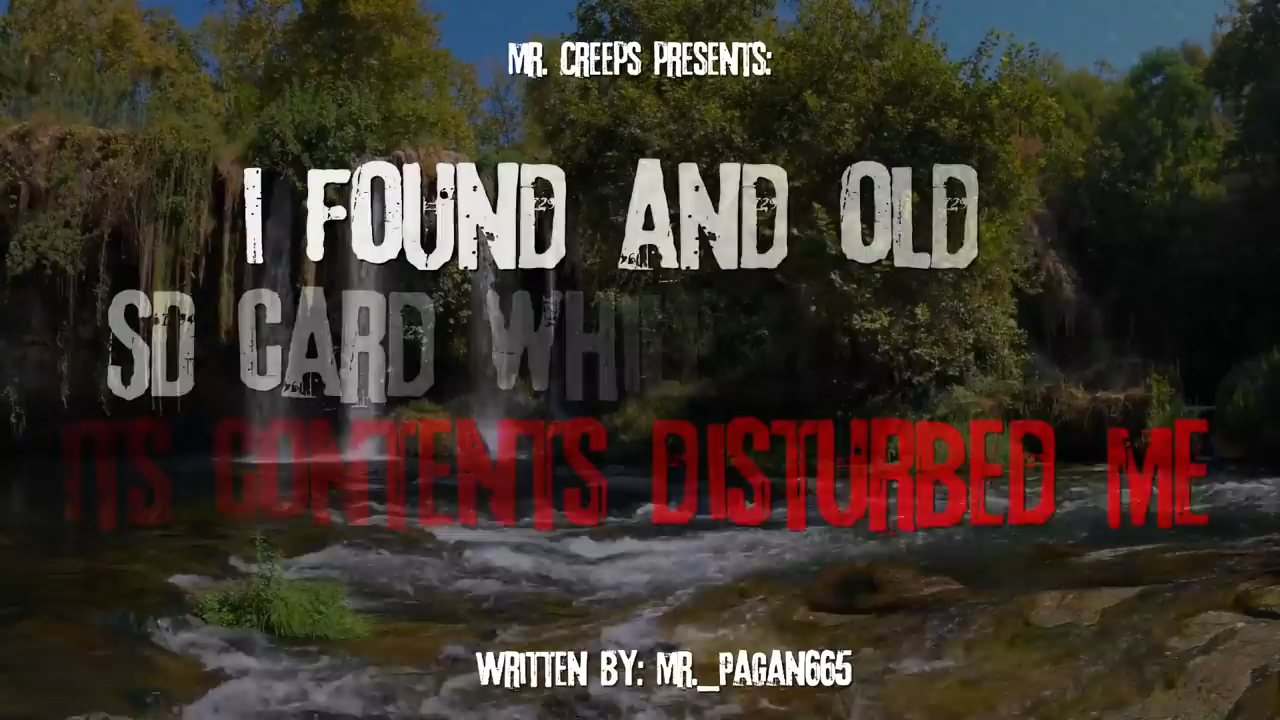 MR. CREEPS PRESENTS:
I FOUND AND OLD
SD CARD
ITS CONTENTS DISTURBED ME
WRITTEN BY: MR._PAGAN665